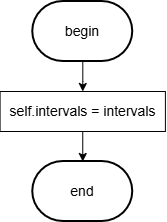 begin
self.intervals = intervals
end